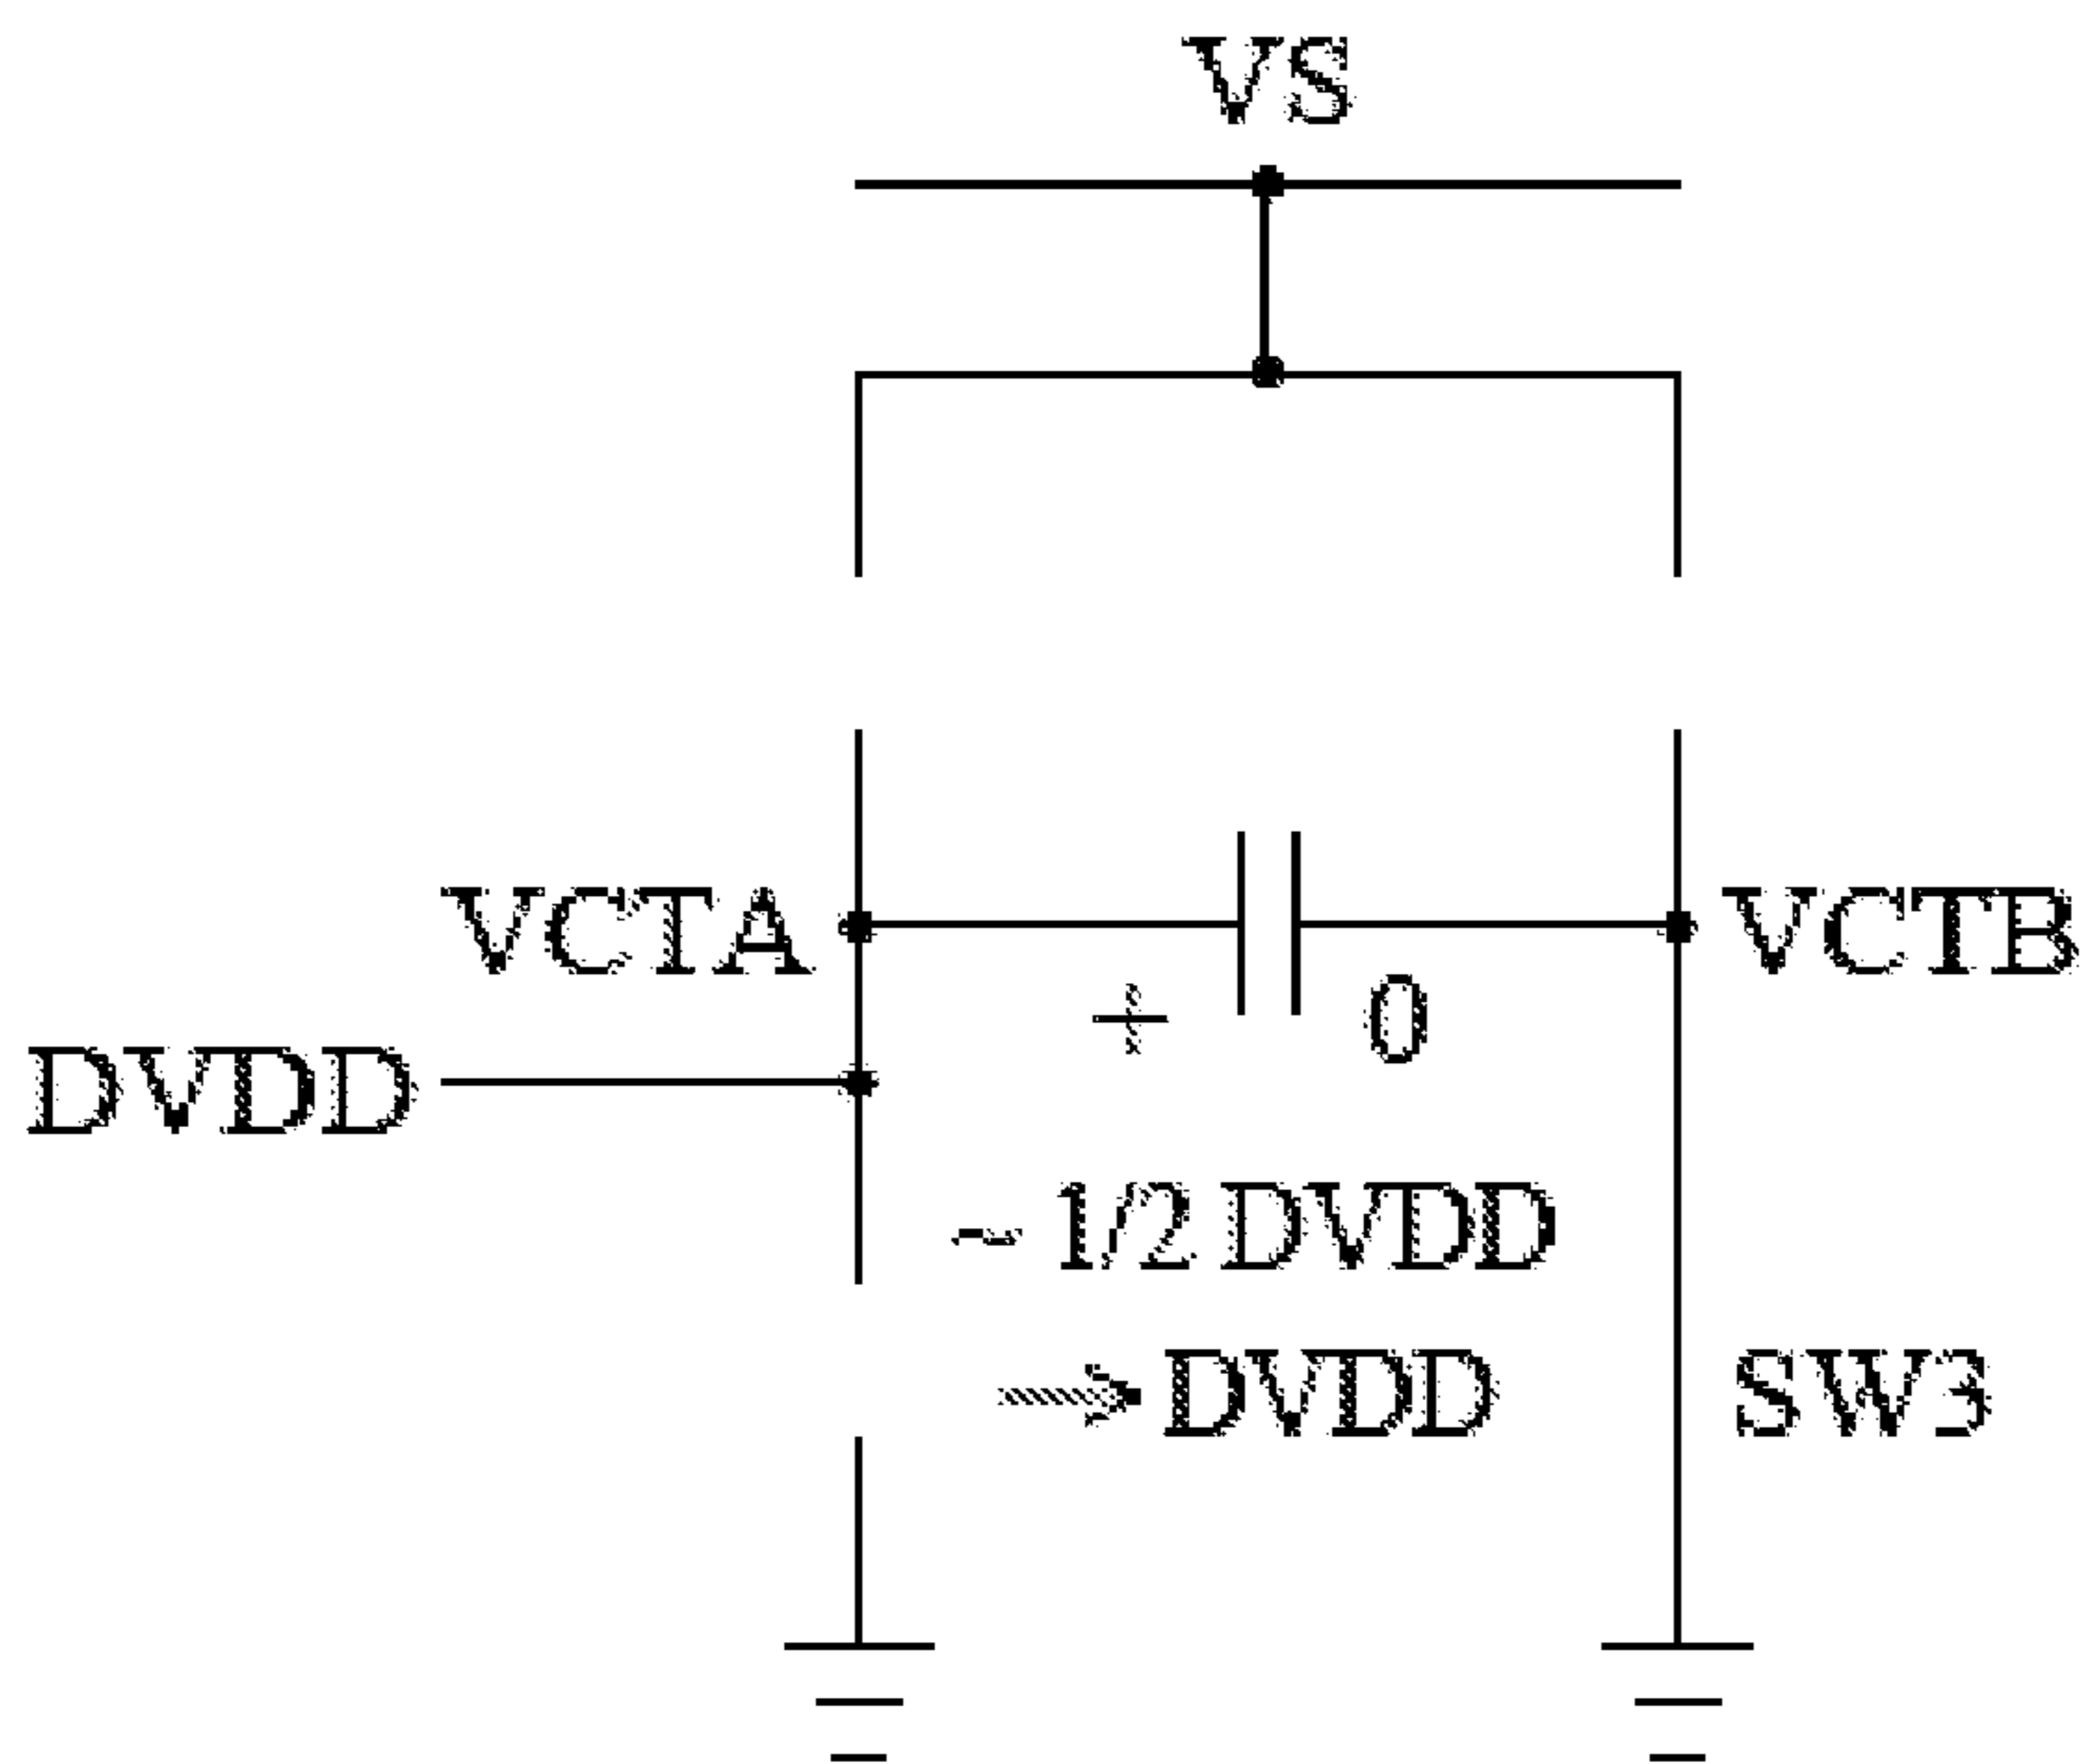 VS
VCTA
VCTB
+
0
DVDD
~ 1/2 DVDD
⇒ DVDD
SW3